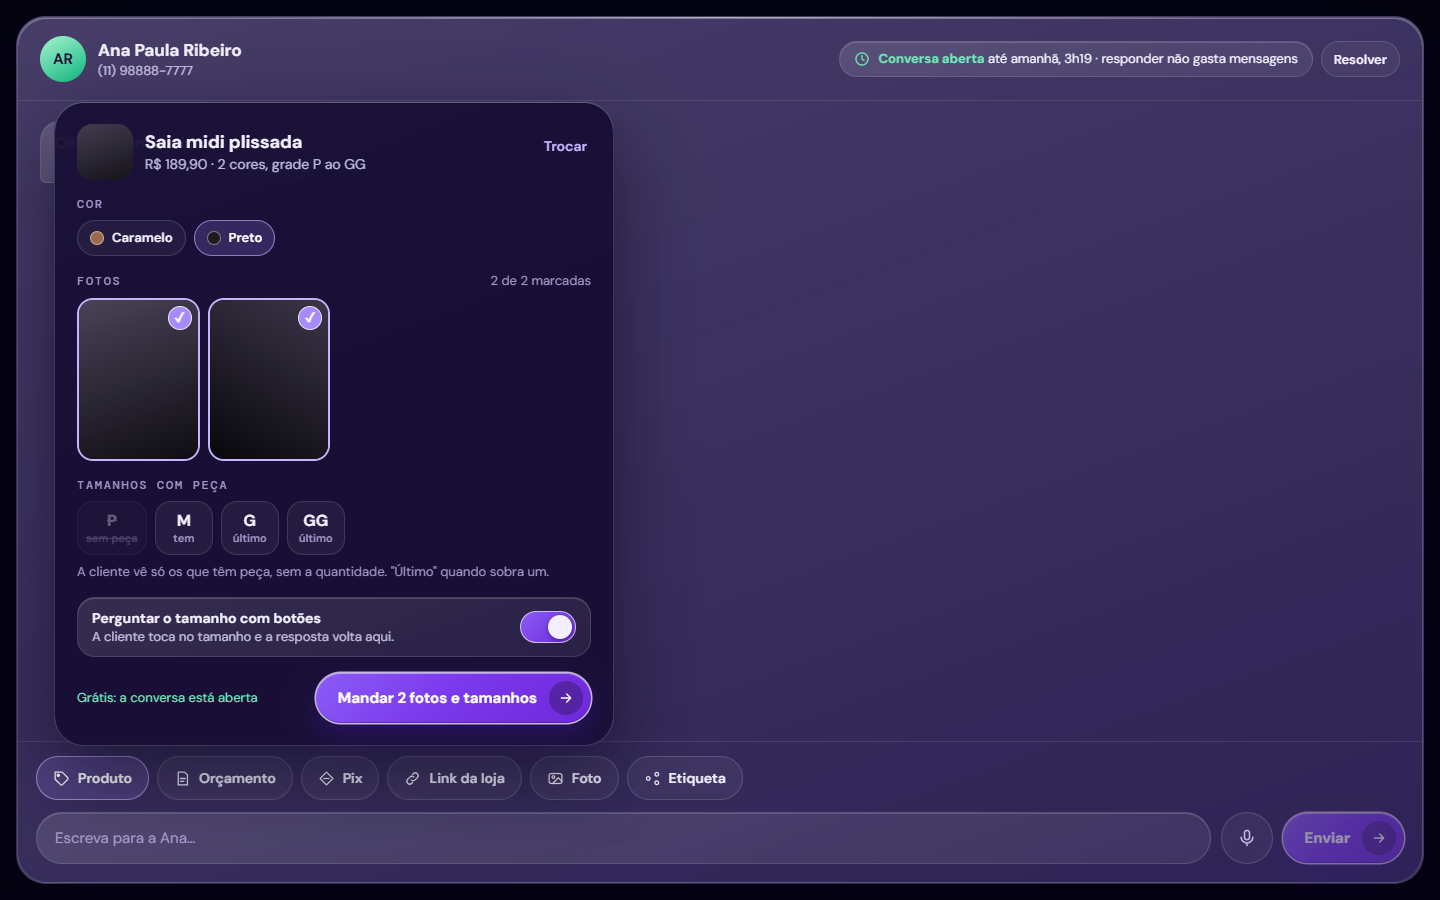 AR
Ana Paula Ribeiro
(11) 98888-7777
Conversa aberta até amanhã, 3h19 · responder não gasta mensagens
Resolver
Saia midi plissada
R$ 189,90 · 2 cores, grade P ao GG
Trocar
COR
Caramelo
Preto
FOTOS
2 de 2 marcadas
TAMANHOS COM PEÇA
P
sem peça
M
tem
G
último
GG
último
A cliente vê só os que têm peça, sem a quantidade. "Último" quando sobra um.
Perguntar o tamanho com botões
A cliente toca no tamanho e a resposta volta aqui.
Grátis: a conversa está aberta
Mandar 2 fotos e tamanhos
Produto
Orçamento
Pix
Link da loja
Foto
Etiqueta
Escreva para a Ana...
Enviar